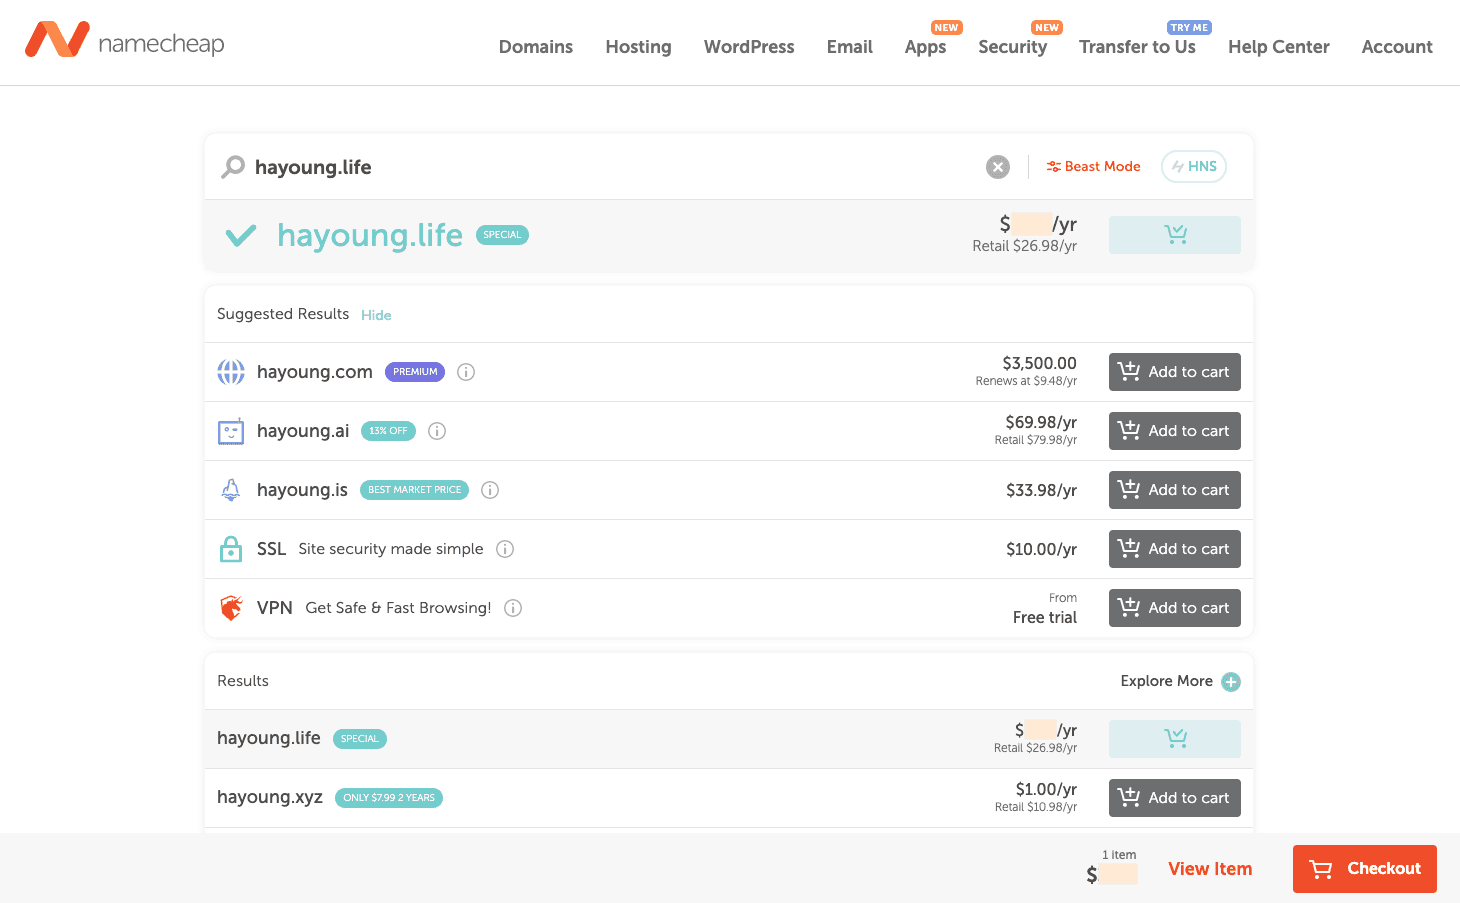 namecheap
Domains
Hosting
WordPress
Email
Apps
NEW
Security
NEW
Transfer to Us
TRY ME
Help Center
Account
hayoung.life
Beast Mode
HNS
hayoung.life SPECIAL
$ /yr
Retail $26.98/yr
Suggested Results Hide
hayoung.com PREMIUM
$3,500.00
Renews at $9.48/yr
Add to cart
hayoung.ai 13% OFF
$69.98/yr
Retail $79.98/yr
Add to cart
hayoung.is BEST MARKET PRICE
$33.98/yr
Add to cart
SSL Site security made simple
$10.00/yr
Add to cart
VPN Get Safe & Fast Browsing!
From
Free trial
Add to cart
Results
Explore More
hayoung.life SPECIAL
$ /yr
Retail $26.98/yr
hayoung.xyz ONLY $7.99 2 YEARS
$1.00/yr
Retail $10.98/yr
Add to cart
1 item
$
View Item
Checkout